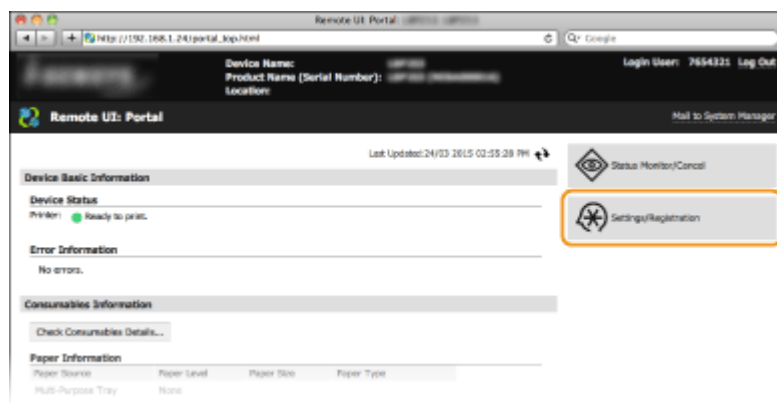 Remote UI: Portal
http://192.168.1.24/portal_top.html
Google
Device Name:
Login User: 7654321 Log Out
Product Name (Serial Number):
Location:
Remote UI: Portal
Mail to System Manager
Last Updated:24/03 2015 02:55:28 PM
Status Monitor/Cancel
Device Basic Information
Device Status
Printer: Ready to print.
Settings/Registration
Error Information
No errors.
Consumables Information
Check Consumables Details...
Paper Information
Paper Source Paper Level Paper Size Paper Type
Multi-Purpose Tray None